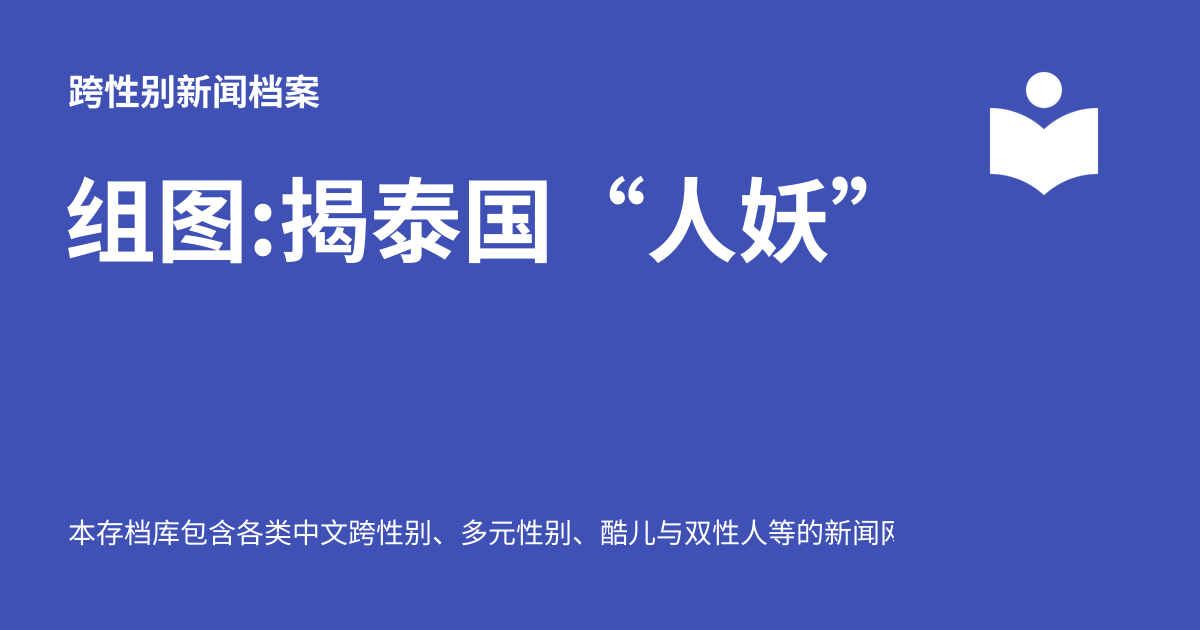 跨性别新闻档案
组图:揭泰国“人妖”
本存档库包含各类中文跨性别、多元性别、酷儿与双性人等的新闻